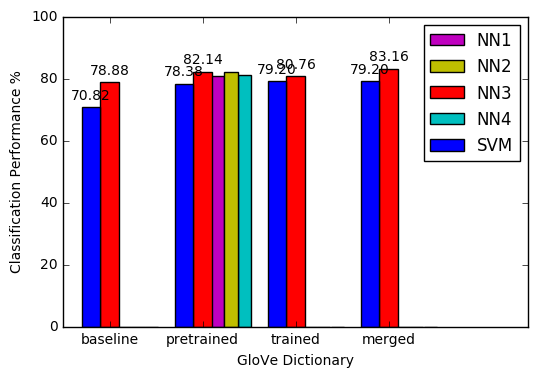 100
80
60
40
20
0
Classification Performance %
70.82
78.88
78.38
82.14
79.20
80.76
79.20
83.16
NN1
NN2
NN3
NN4
SVM
baseline
pretrained
trained
merged
GloVe Dictionary